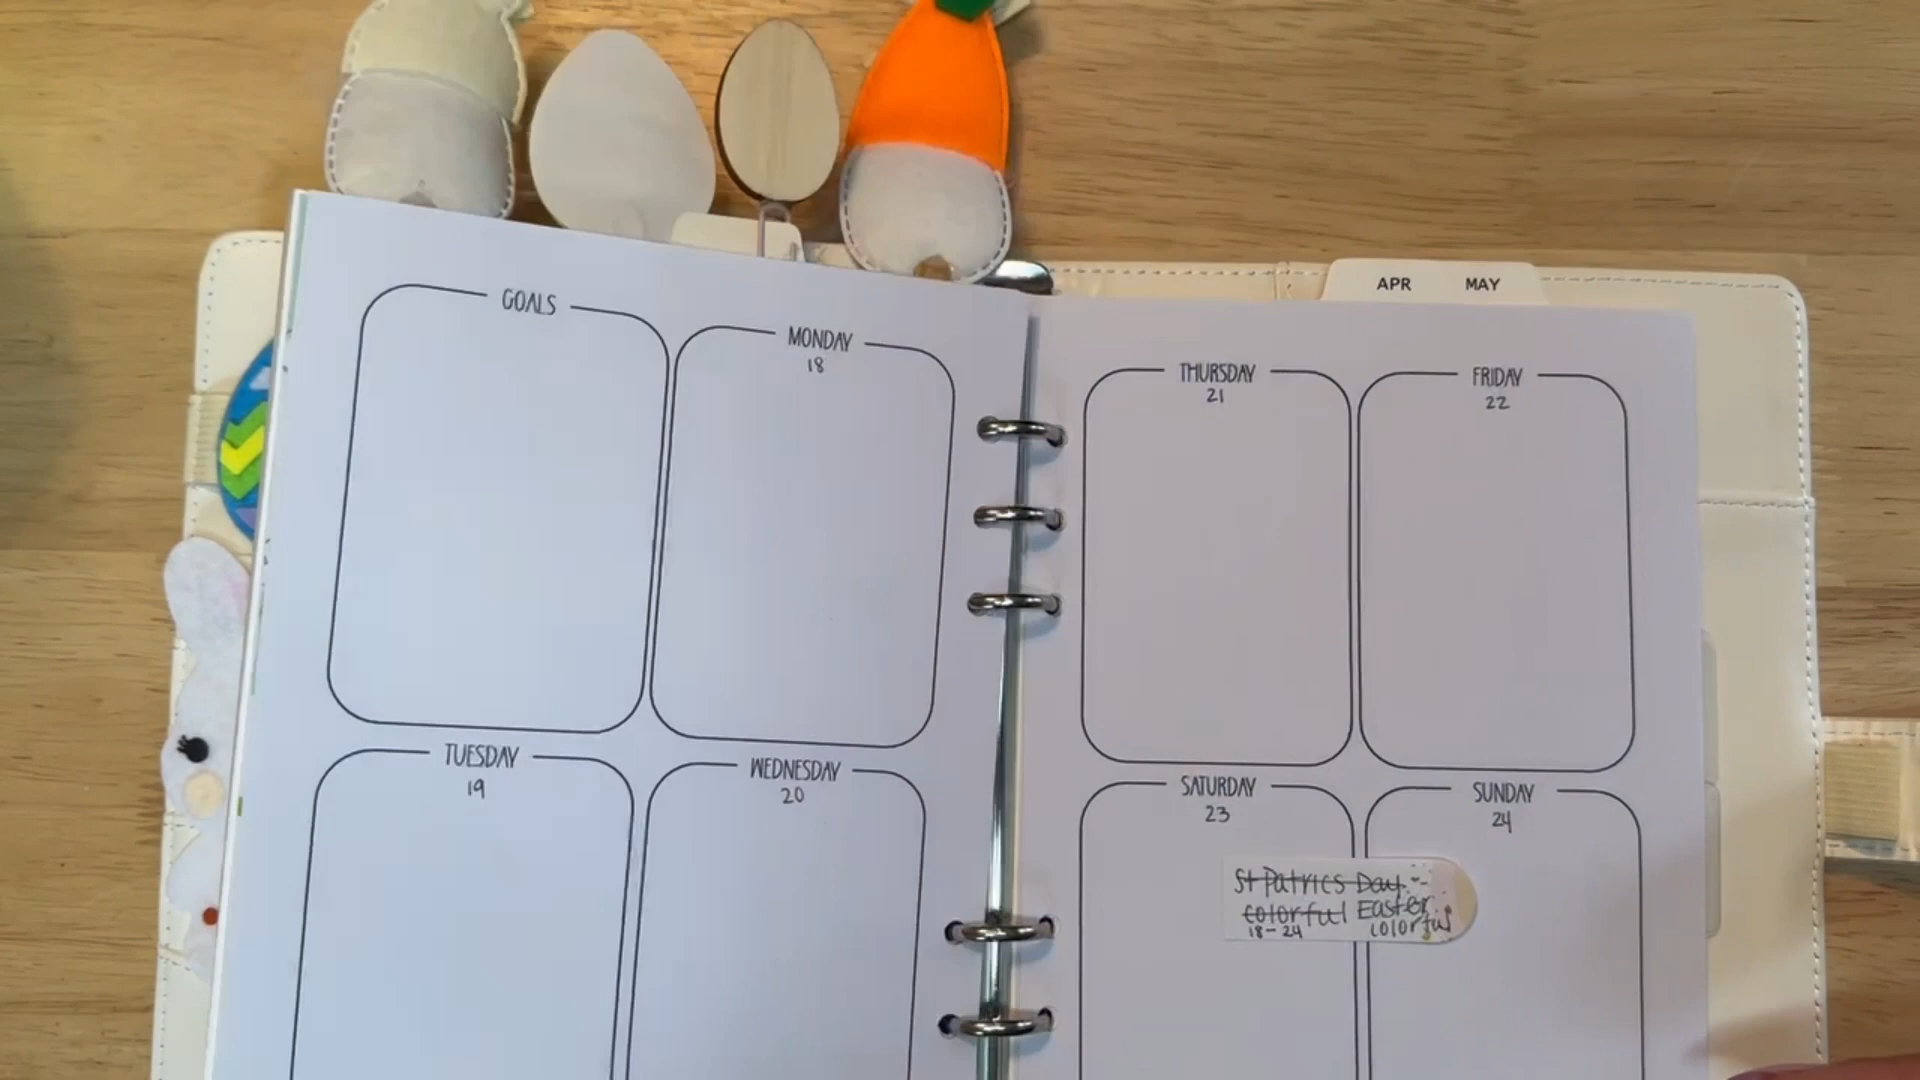 APR MAY
GOALS
MONDAY
18
TUESDAY
19
WEDNESDAY
20
THURSDAY
21
FRIDAY
22
SATURDAY
23
SUNDAY
24
St Patrics Day
colorful Easter
18-24 colorful